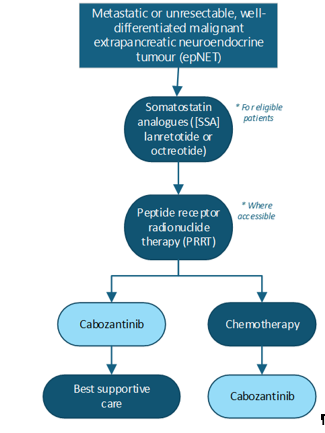 Metastatic or unresectable, well-
differentiated malignant
extrapancreatic neuroendocrine
tumour (epNET)
Somatostatin
analogues ([SSA]
lanretotide or
octreotide)
* For eligible
patients
Peptide receptor
radionuclide
therapy (PRRT)
* Where
accessible
Cabozantinib
Chemotherapy
Best supportive
care
Cabozantinib